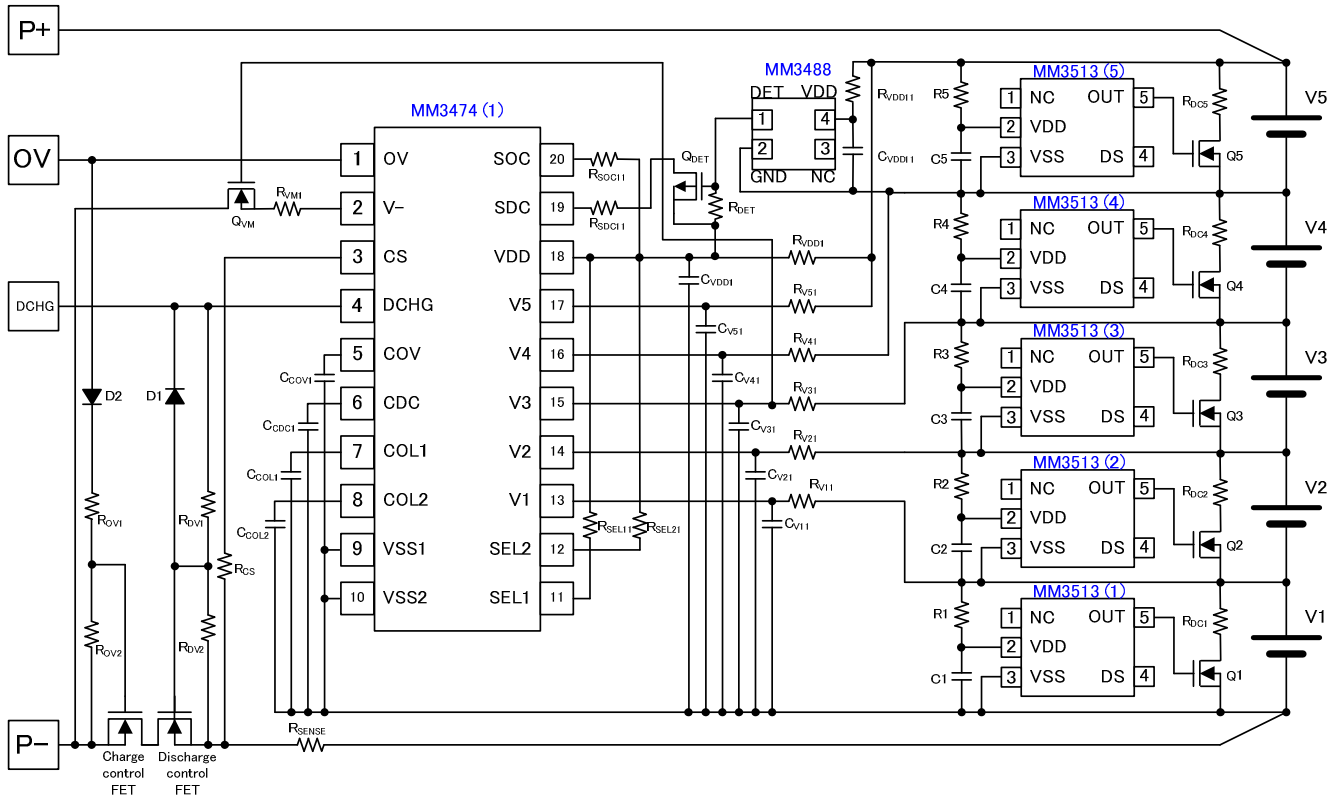 P+
OV
DCHG
P-
MM3474(1)
1 OV
2 V-
3 CS
4 DCHG
5 COV
6 CDC
7 COL1
8 COL2
9 VSS1
10 VSS2
SOC 20
SDC 19
VDD 18
V5 17
V4 16
V3 15
V2 14
V1 13
SEL2 12
SEL1 11
QVM
RVM1
CCOV1
CCDC1
CCOL1
CCOL2
D2
D1
ROV1
ROV2
RDV1
RDV2
RCS
RSENSE
Charge
control
FET
Discharge
control
FET
RSOC11
RSDC11
QDET
RDET
MM3488
DET VDD
1 4
2 3
GND NC
RVDD11
CVDD11
RVDD1
CVDD1
RV51
CV51
RV41
CV41
RV31
CV31
RV21
CV21
RV11
CV11
RSEL11
RSEL21
MM3513(5)
R5
C5
1 NC OUT 5
2 VDD
3 VSS DS 4
RDC5
Q5
V5
MM3513(4)
R4
C4
1 NC OUT 5
2 VDD
3 VSS DS 4
RDC4
Q4
V4
MM3513(3)
R3
C3
1 NC OUT 5
2 VDD
3 VSS DS 4
RDC3
Q3
V3
MM3513(2)
R2
C2
1 NC OUT 5
2 VDD
3 VSS DS 4
RDC2
Q2
V2
MM3513(1)
R1
C1
1 NC OUT 5
2 VDD
3 VSS DS 4
RDC1
Q1
V1